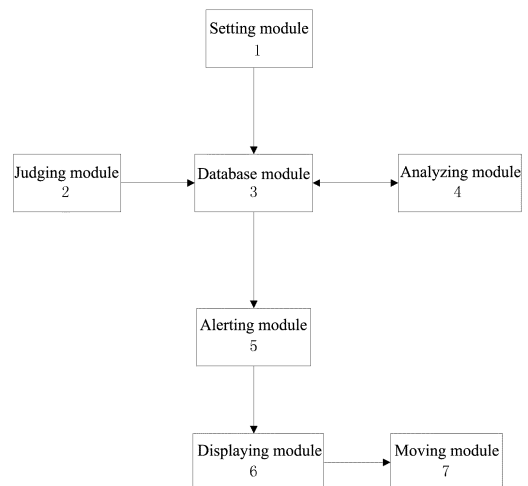 Setting module
1
Judging module
2
Database module
3
Analyzing module
4
Alerting module
5
Displaying module
6
Moving module
7